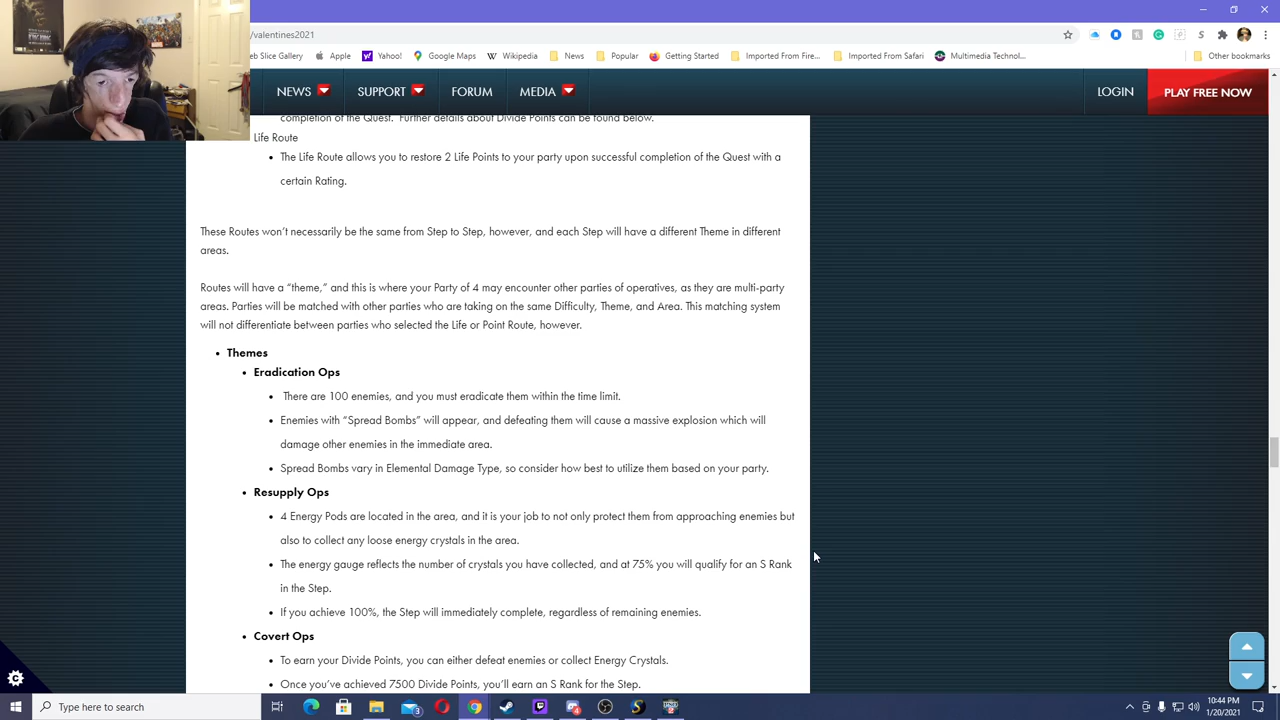 /valentines2021
eb Slice Gallery
Apple
Yahoo!
Google Maps
Wikipedia
News
Popular
Getting Started
Imported From Fire...
Imported From Safari
Multimedia Technol...
Other bookmarks
NEWS
SUPPORT
FORUM
MEDIA
LOGIN
PLAY FREE NOW
completion of the Quest. Further details about Divide Points can be found below.
Life Route
• The Life Route allows you to restore 2 Life Points to your party upon successful completion of the Quest with a
certain Rating.
These Routes won't necessarily be the same from Step to Step, however, and each Step will have a different Theme in different
areas.
Routes will have a "theme," and this is where your Party of 4 may encounter other parties of operatives, as they are multi-party
areas. Parties will be matched with other parties who are taking on the same Difficulty, Theme, and Area. This matching system
will not differentiate between parties who selected the Life or Point Route, however.
• Themes
• Eradication Ops
• There are 100 enemies, and you must eradicate them within the time limit.
• Enemies with "Spread Bombs" will appear, and defeating them will cause a massive explosion which will
damage other enemies in the immediate area.
• Spread Bombs vary in Elemental Damage Type, so consider how best to utilize them based on your party.
• Resupply Ops
• 4 Energy Pods are located in the area, and it is your job to not only protect them from approaching enemies but
also to collect any loose energy crystals in the area.
• The energy gauge reflects the number of crystals you have collected, and at 75% you will qualify for an S Rank
in the Step.
• If you achieve 100%, the Step will immediately complete, regardless of remaining enemies.
• Covert Ops
• To earn your Divide Points, you can either defeat enemies or collect Energy Crystals.
• Once you've achieved 7500 Divide Points, you'll earn an S Rank for the Step.
Type here to search
3
10:44 PM
1/20/2021